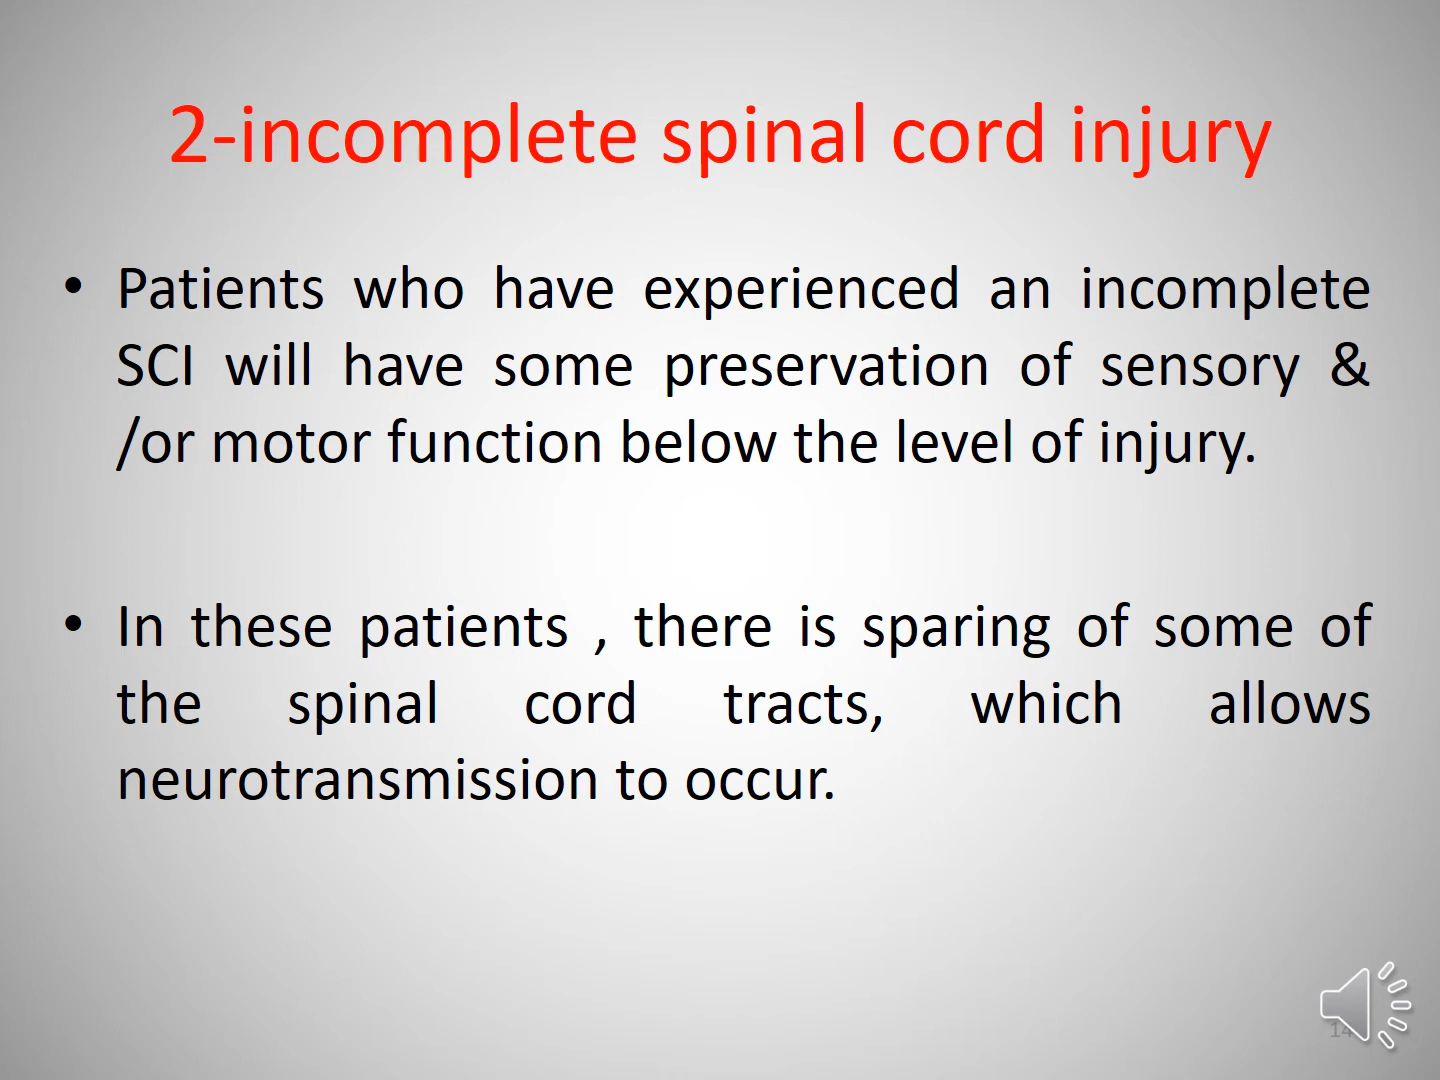 2-incomplete spinal cord injury
• Patients who have experienced an incomplete
SCI will have some preservation of sensory &
/or motor function below the level of injury.
• In these patients , there is sparing of some of
the spinal cord tracts, which allows
neurotransmission to occur.
14